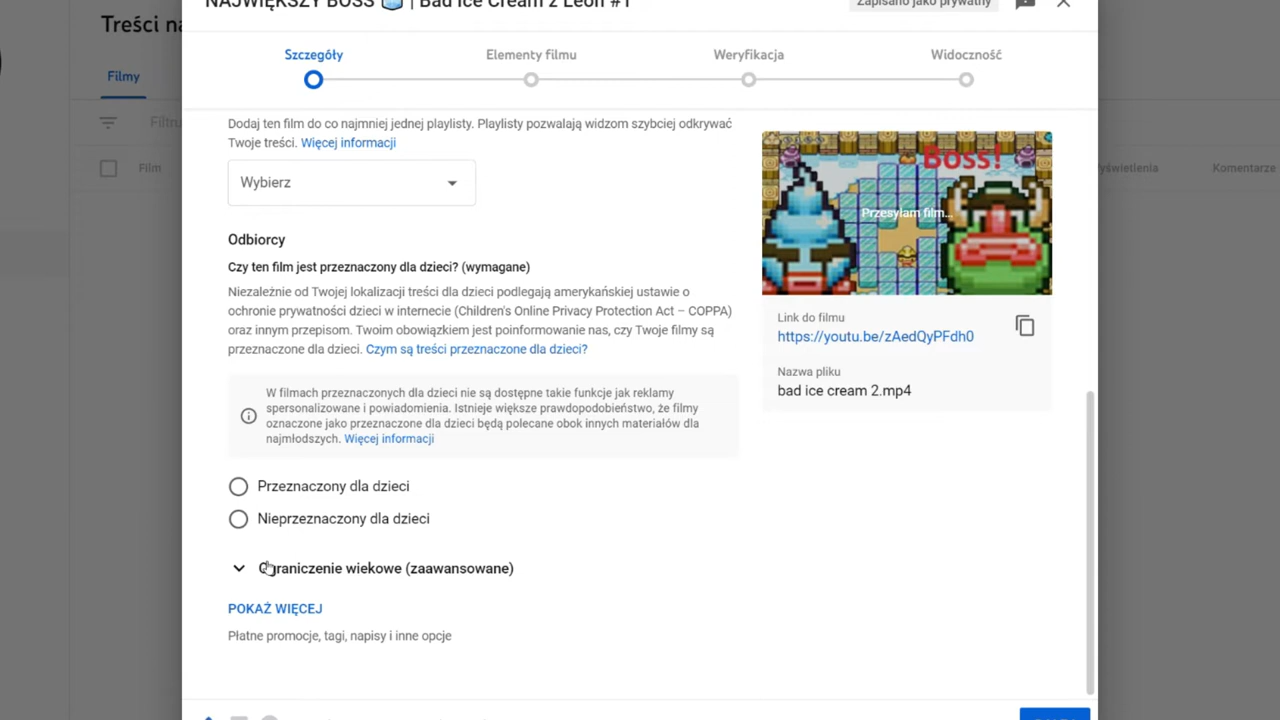 NAJWIĘKSZY BOSS | Bad Ice Cream 2 Leon #1
Zapisano jako prywatny
Treści na
Szczegóły
Elementy filmu
Weryfikacja
Widoczność
Filmy
Filtru
Film
Wyświetlenia
Komentarze
Dodaj ten film do co najmniej jednej playlisty. Playlisty pozwalają widzom szybciej odkrywać
Twoje treści. Więcej informacji
Wybierz
Boss!
Przesyłam film...
Odbiorcy
Czy ten film jest przeznaczony dla dzieci? (wymagane)
Niezależnie od Twojej lokalizacji treści dla dzieci podlegają amerykańskiej ustawie o
ochronie prywatności dzieci w internecie (Children's Online Privacy Protection Act – COPPA)
oraz innym przepisom. Twoim obowiązkiem jest poinformowanie nas, czy Twoje filmy są
przeznaczone dla dzieci. Czym są treści przeznaczone dla dzieci?
Link do filmu
https://youtu.be/zAedQyPFdh0
Nazwa pliku
bad ice cream 2.mp4
W filmach przeznaczonych dla dzieci nie są dostępne takie funkcje jak reklamy
spersonalizowane i powiadomienia. Istnieje większe prawdopodobieństwo, że filmy
oznaczone jako przeznaczone dla dzieci będą polecane obok innych materiałów dla
najmłodszych. Więcej informacji
Przeznaczony dla dzieci
Nieprzeznaczony dla dzieci
Ograniczenie wiekowe (zaawansowane)
POKAŻ WIĘCEJ
Płatne promocje, tagi, napisy i inne opcje